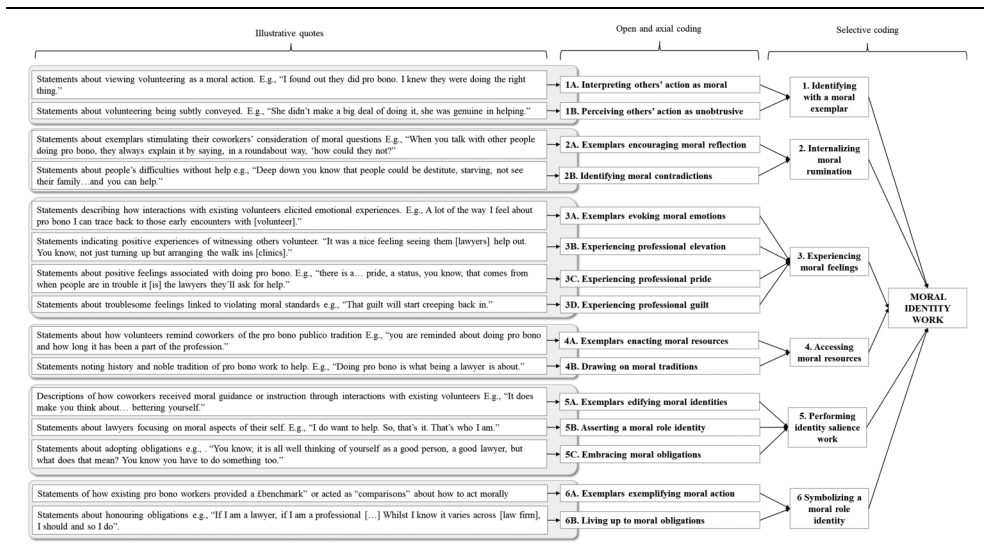 Illustrative quotes
Open and axial coding
Selective coding
Statements about viewing volunteering as a moral action. E.g., “I found out they did pro bono. I knew they were doing the right
thing.”
Statements about volunteering being subtly conveyed. E.g., “She didn’t make a big deal of doing it, she was genuine in helping.”
1A. Interpreting others’ action as moral
1B. Perceiving others’ action as unobtrusive
1. Identifying
with a moral
exemplar
Statements about exemplars stimulating their coworkers’ consideration of moral questions E.g., “When you talk with other people
doing pro bono, they always explain it by saying, in a roundabout way, ‘how could they not?”
Statements about people’s difficulties without help e.g., “Deep down you know that people could be destitute, starving, not see
their family…and you can help.”
2A. Exemplars encouraging moral reflection
2B. Identifying moral contradictions
2. Internalizing
moral
rumination
Statements describing how interactions with existing volunteers elicited emotional experiences. E.g., A lot of the way I feel about
pro bono I can trace back to those early encounters with [volunteer].”
Statements indicating positive experiences of witnessing others volunteer. “It was a nice feeling seeing them [lawyers] help out.
You know, not just turning up but arranging the walk ins [clinics].”
Statements about positive feelings associated with doing pro bono. E.g., “there is a… pride, a status, you know, that comes from
when people are in trouble it [is] the lawyers they’ll ask for help.”
Statements about troublesome feelings linked to violating moral standards e.g., “That guilt will start creeping back in.”
3A. Exemplars evoking moral emotions
3B. Experiencing professional elevation
3C. Experiencing professional pride
3D. Experiencing professional guilt
3. Experiencing
moral feelings
MORAL
IDENTITY
WORK
Statements about how volunteers remind coworkers of the pro bono publico tradition E.g., “you are reminded about doing pro bono
and how long it has been a part of the profession.”
Statements noting history and noble tradition of pro bono work to help. E.g., “Doing pro bono is what being a lawyer is about.”
4A. Exemplars enacting moral resources
4B. Drawing on moral traditions
4. Accessing
moral resources
Descriptions of how coworkers received moral guidance or instruction through interactions with existing volunteers E.g., “It does
make you think about… bettering yourself.”
Statements about lawyers focusing on moral aspects of their self. E.g., “I do want to help. So, that’s it. That’s who I am.”
Statements about adopting obligations e.g., . “You know, it is all well thinking of yourself as a good person, a good lawyer, but
what does that mean? You know you have to do something too.”
5A. Exemplars edifying moral identities
5B. Asserting a moral role identity
5C. Embracing moral obligations
5. Performing
identity salience
work
Statements of how existing pro bono workers provided a £benchmark” or acted as “comparisons” about how to act morally
Statements about honouring obligations e.g., “If I am a lawyer, if I am a professional […] Whilst I know it varies across [law firm],
I should and so I do”.
6A. Exemplars exemplifying moral action
6B. Living up to moral obligations
6 Symbolizing a
moral role
identity